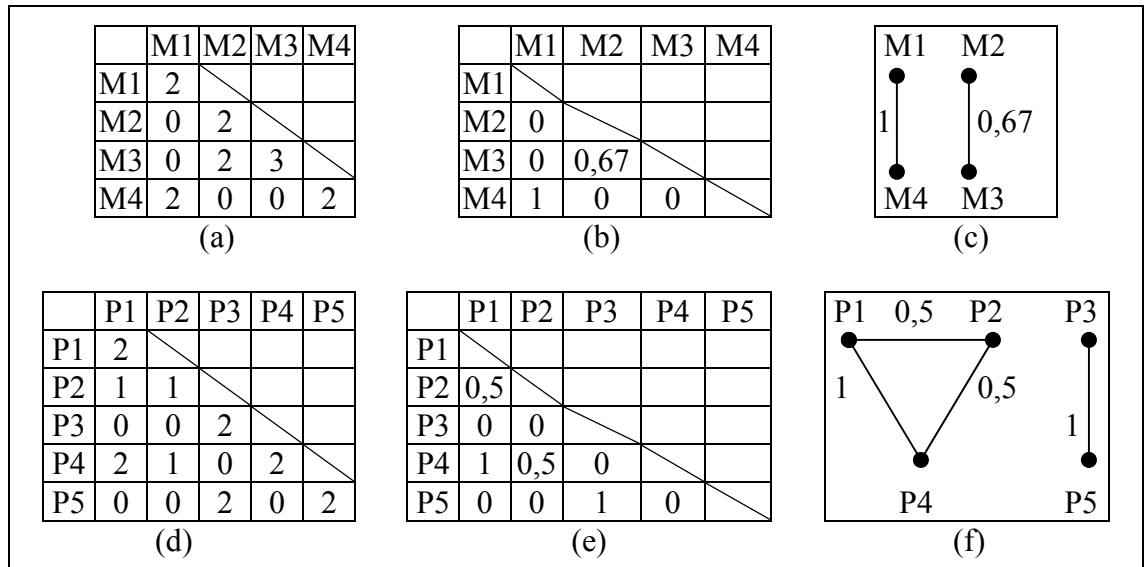 M1 M2 M3 M4
M1 2
M2 0 2
M3 0 2 3
M4 2 0 0 2
(a)
M1 M2 M3 M4
M1
M2 0
M3 0 0,67
M4 1 0 0
(b)
M1 M2
1 0,67
M4 M3
(c)
P1 P2 P3 P4 P5
P1 2
P2 1 1
P3 0 0 2
P4 2 1 0 2
P5 0 0 2 0 2
(d)
P1 P2 P3 P4 P5
P1
P2 0,5
P3 0 0
P4 1 0,5 0
P5 0 0 1 0
(e)
P1 0,5 P2 P3
1 0,5
1
P4 P5
(f)